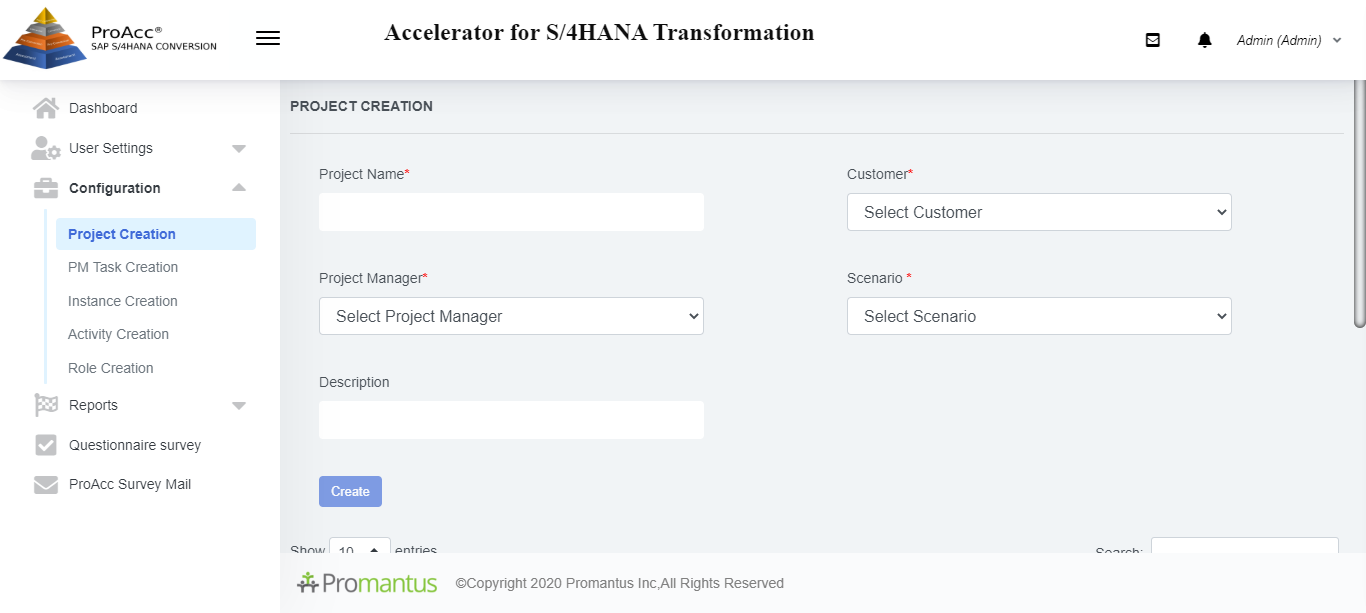 ProAcc®
SAP S/4HANA CONVERSION
Accelerator for S/4HANA Transformation
Admin (Admin)
Dashboard
User Settings
Configuration
Project Creation
PM Task Creation
Instance Creation
Activity Creation
Role Creation
Reports
Questionnaire survey
ProAcc Survey Mail
PROJECT CREATION
Project Name*
Customer*
Select Customer
Project Manager*
Scenario *
Select Project Manager
Select Scenario
Description
Create
Show 10 entries
Search:
Promantus ©Copyright 2020 Promantus Inc,All Rights Reserved